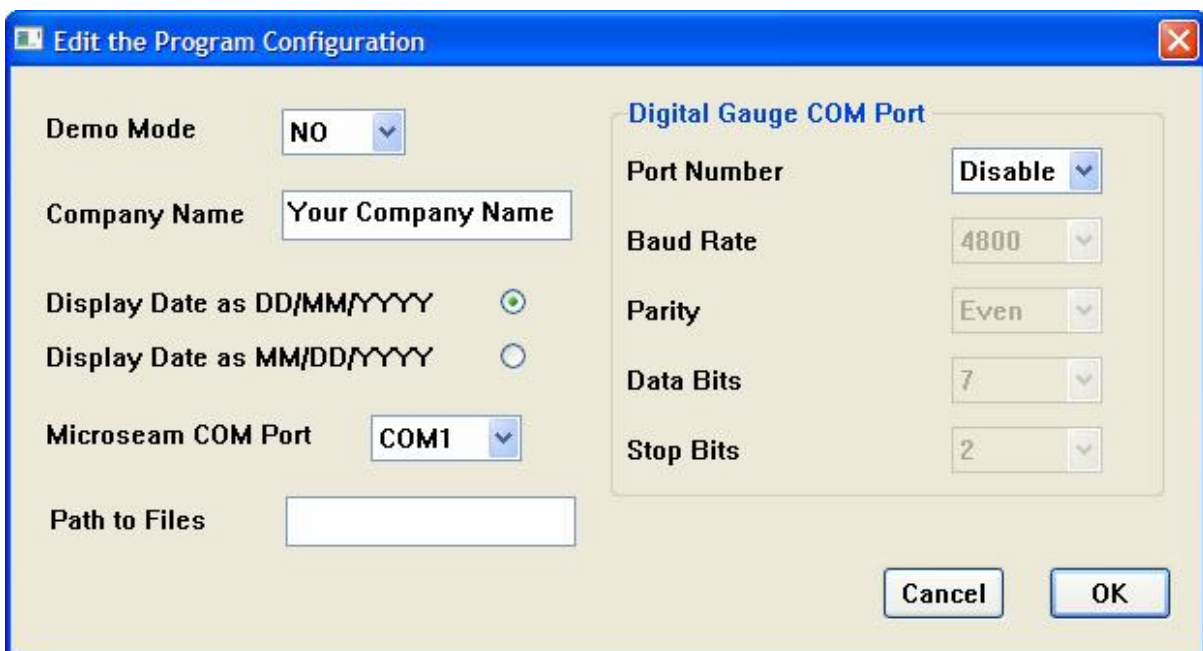 Edit the Program Configuration
Demo Mode
NO
Company Name
Your Company Name
Display Date as DD/MM/YYYY
Display Date as MM/DD/YYYY
Microseam COM Port
COM1
Path to Files
Digital Gauge COM Port
Port Number
Disable
Baud Rate
4800
Parity
Even
Data Bits
7
Stop Bits
2
Cancel
OK